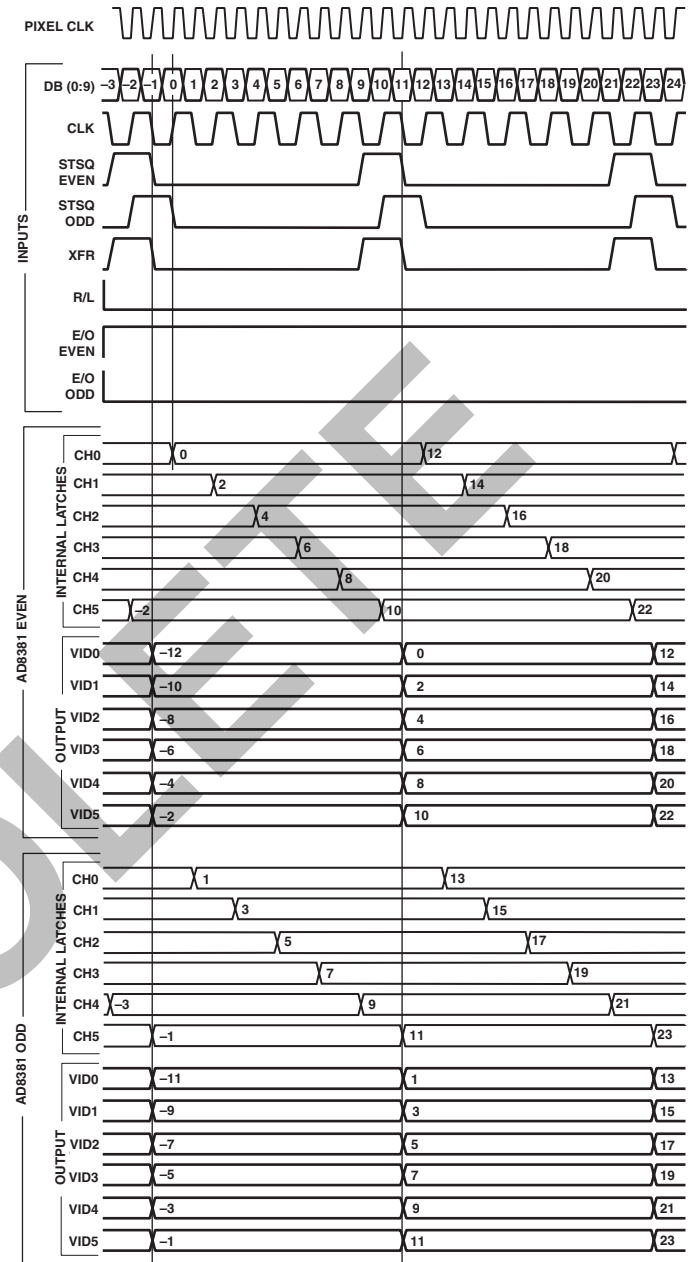 PIXEL CLK
INPUTS
DB (0:9) –3 –2 –1 0 1 2 3 4 5 6 7 8 9 10 11 12 13 14 15 16 17 18 19 20 21 22 23 24
CLK
STSQ
EVEN
STSQ
ODD
XFR
R/L
E/O
EVEN
E/O
ODD
AD8381 EVEN
INTERNAL LATCHES
CH0 0 12
CH1 2 14
CH2 4 16
CH3 6 18
CH4 8 20
CH5 –2 10 22
OUTPUT
VID0 –12 0 12
VID1 –10 2 14
VID2 –8 4 16
VID3 –6 6 18
VID4 –4 8 20
VID5 –2 10 22
AD8381 ODD
INTERNAL LATCHES
CH0 1 13
CH1 3 15
CH2 5 17
CH3 7 19
CH4 –3 9 21
CH5 –1 11 23
OUTPUT
VID0 –11 1 13
VID1 –9 3 15
VID2 –7 5 17
VID3 –5 7 19
VID4 –3 9 21
VID5 –1 11 23
OLETE